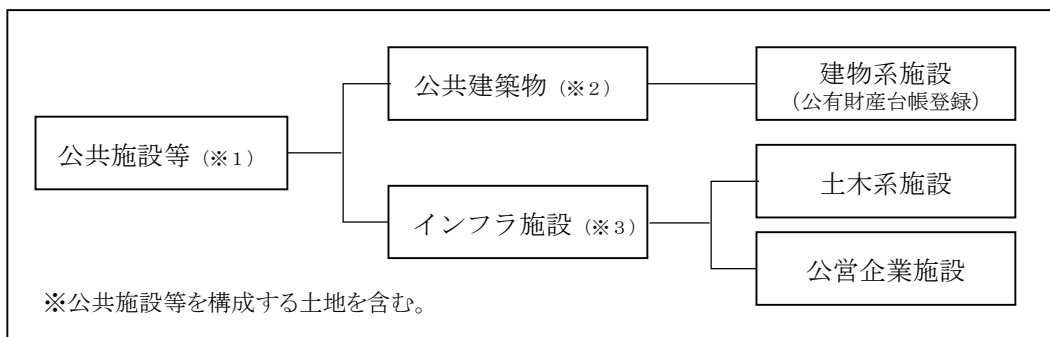 公共施設等（※１）
公共建築物（※２）
建物系施設
（公有財産台帳登録）
インフラ施設（※３）
土木系施設
公営企業施設
※公共施設等を構成する土地を含む。